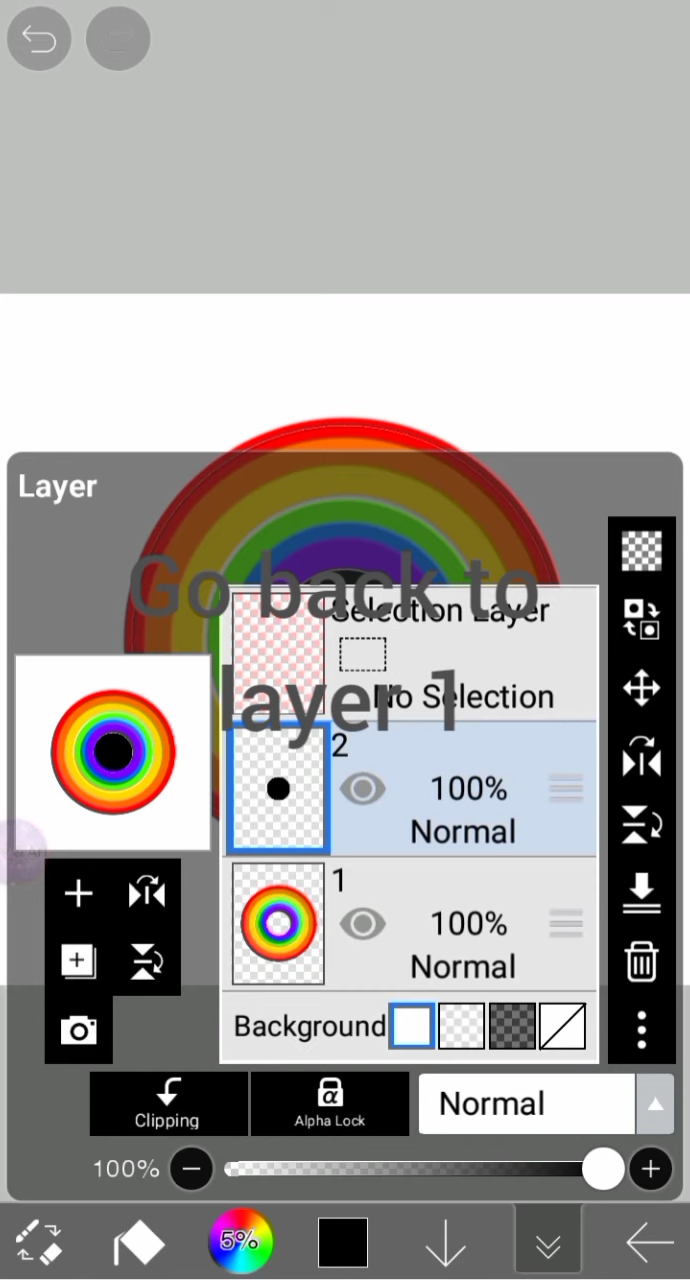 Layer
Go back to
layer 1
Selection Layer
No Selection
2
100%
Normal
1
100%
Normal
Background
Clipping
α
Alpha Lock
Normal
100%
5%